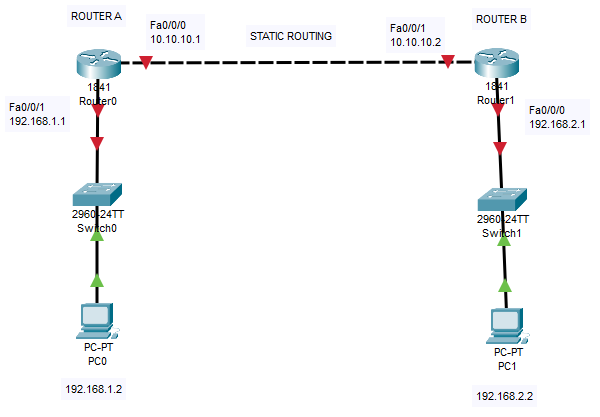 ROUTER A
Fa0/0/0
10.10.10.1
STATIC ROUTING
Fa0/0/1
10.10.10.2
ROUTER B
1841
Router0
1841
Router1
Fa0/0/1
192.168.1.1
Fa0/0/0
192.168.2.1
2960-24TT
Switch0
2960-24TT
Switch1
PC-PT
PC0
PC-PT
PC1
192.168.1.2
192.168.2.2